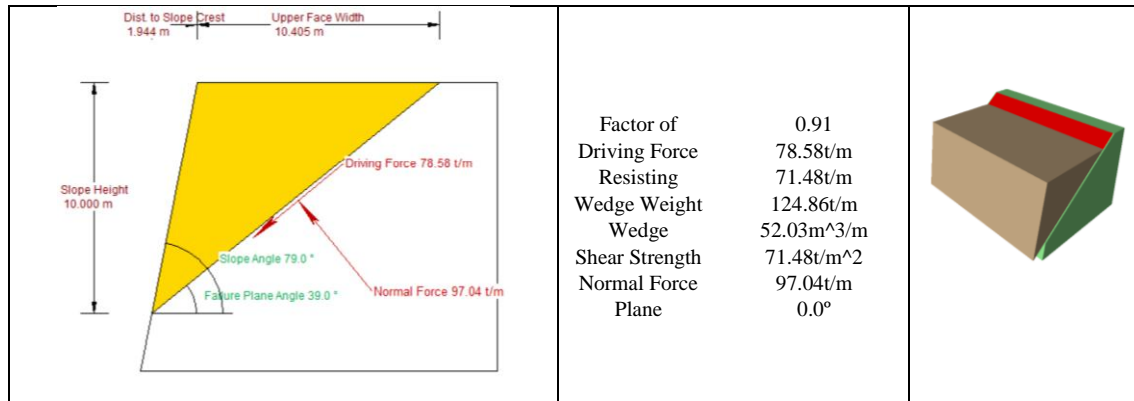 Dist. to Slope Crest
1.944 m
Upper Face Width
10.405 m
Slope Height
10.000 m
Driving Force 78.58 t/m
Slope Angle 79.0 °
Failure Plane Angle 39.0 °
Normal Force 97.04 t/m
Factor of 0.91
Driving Force 78.58t/m
Resisting 71.48t/m
Wedge Weight 124.86t/m
Wedge 52.03m^3/m
Shear Strength 71.48t/m^2
Normal Force 97.04t/m
Plane 0.0º